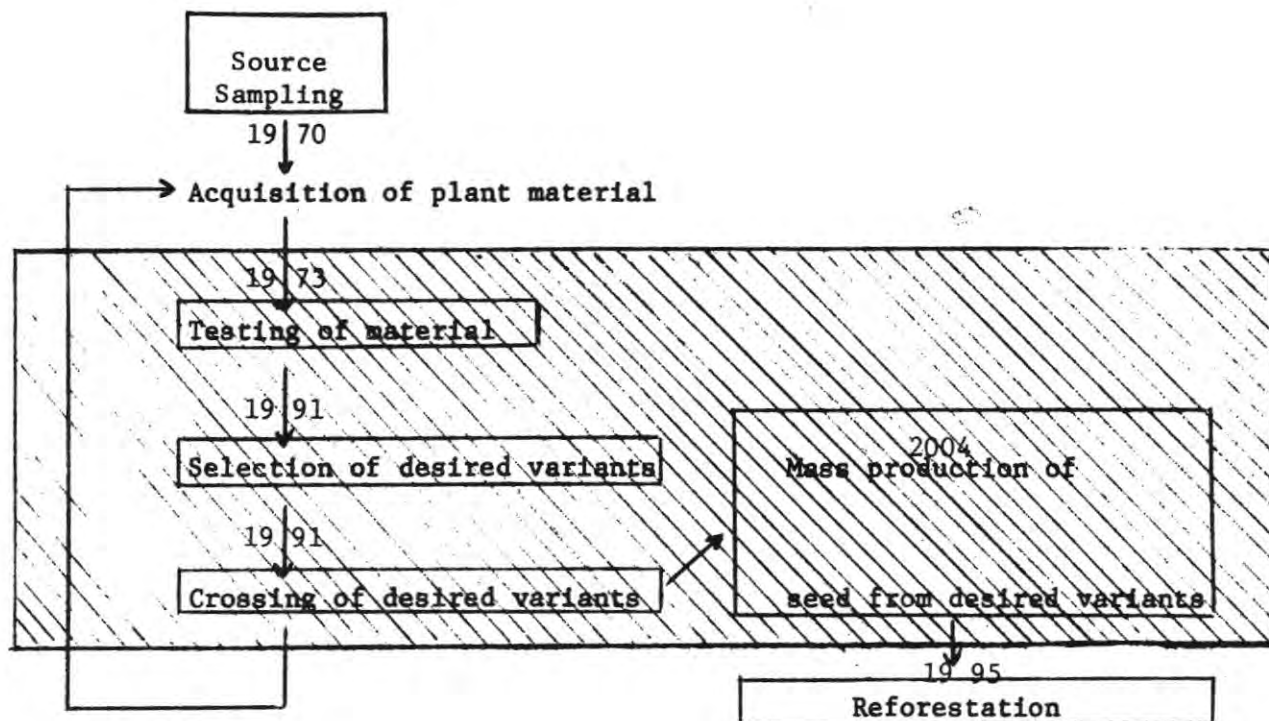 Source
Sampling
19 70
Acquisition of plant material
19 73
Testing of material
19 91
Selection of desired variants
19 91
Crossing of desired variants
2004
Mass production of
seed from desired variants
19 95
Reforestation